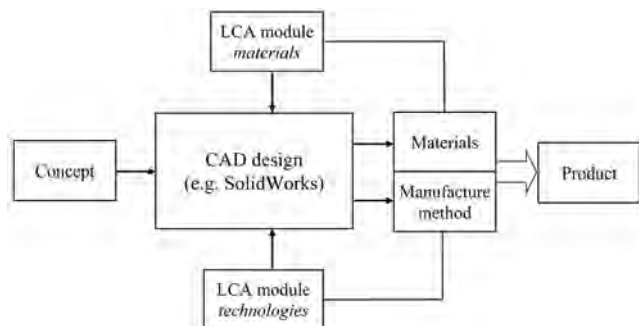 LCA module
materials
Concept
CAD design
(e.g. SolidWorks)
Materials
Manufacture
method
Product
LCA module
technologies